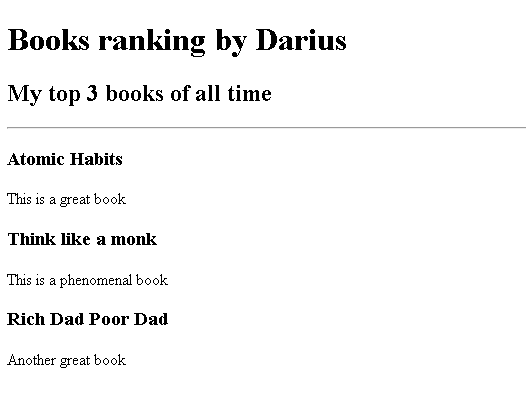 Books ranking by Darius
My top 3 books of all time
Atomic Habits
This is a great book
Think like a monk
This is a phenomenal book
Rich Dad Poor Dad
Another great book